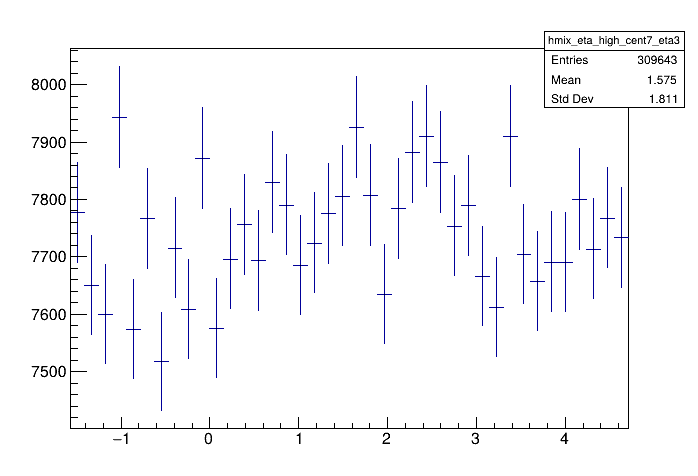 hmix_eta_high_cent7_eta3
Entries 309643
Mean 1.575
Std Dev 1.811
8000
7900
7800
7700
7600
7500
−1 0 1 2 3 4